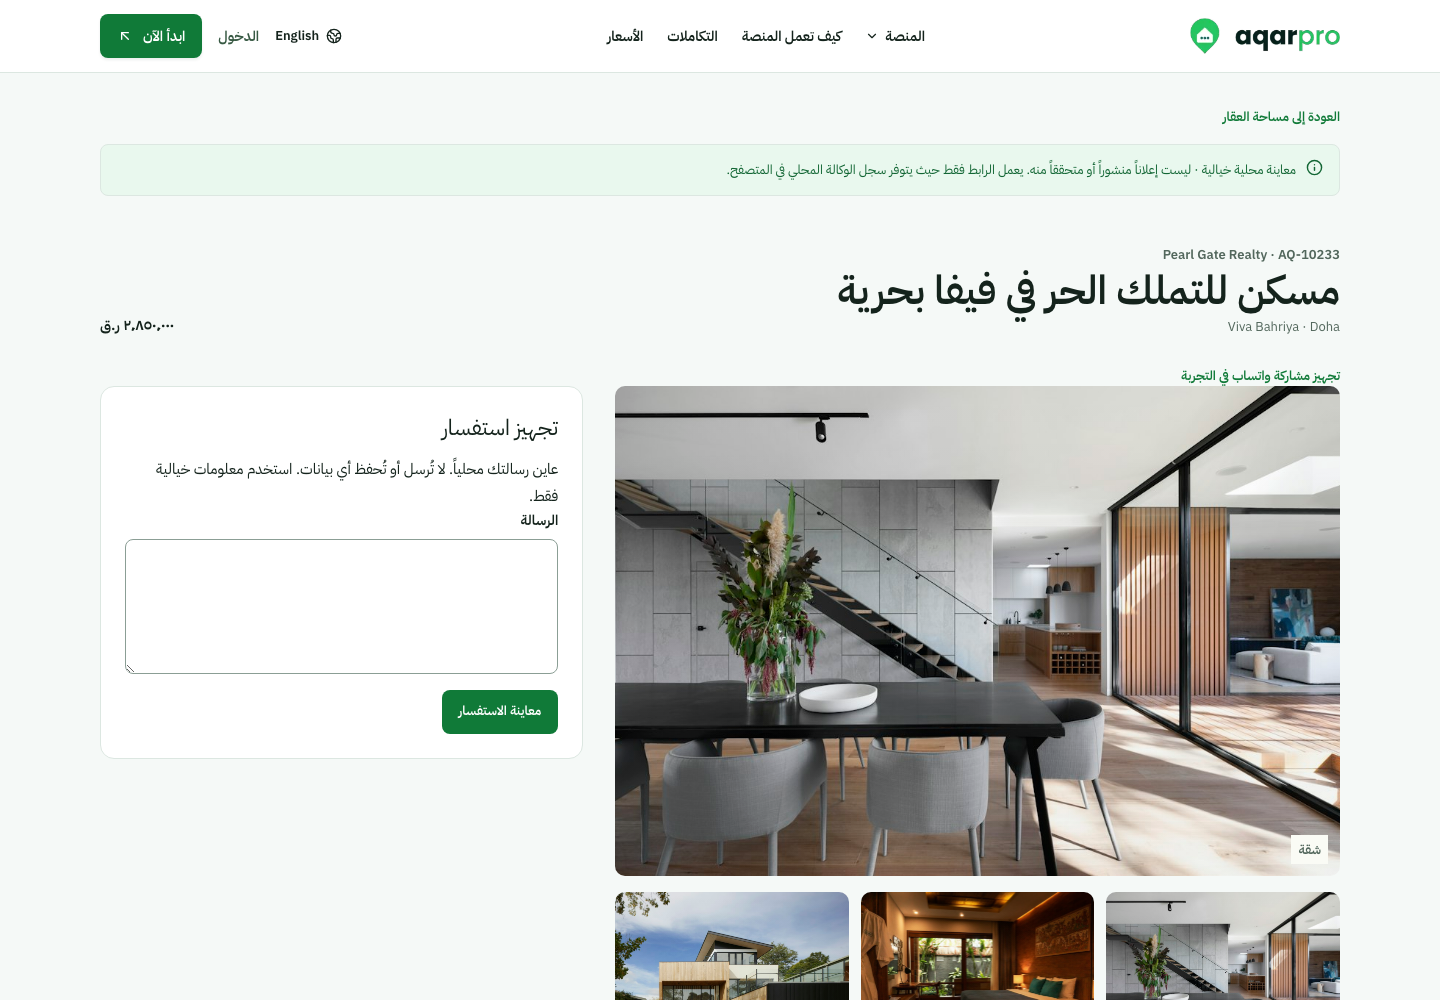 aqarpro
المنصة
كيف تعمل المنصة
التكاملات
الأسعار
English
الدخول
ابدأ الآن
العودة إلى مساحة العقار
معاينة محلية خيالية · ليست إعلاناً منشوراً أو متحققاً منه. يعمل الرابط فقط حيث يتوفر سجل الوكالة المحلي في المتصفح.
Pearl Gate Realty · AQ-10233
مسكن للتملك الحر في فيفا بحرية
Viva Bahriya · Doha
٢٬٨٥٠٬٠٠٠ ر.ق
تجهيز مشاركة واتساب في التجربة
شقة
تجهيز استفسار
عاين رسالتك محلياً. لا تُرسل أو تُحفظ أي بيانات. استخدم معلومات خيالية
فقط.
الرسالة
معاينة الاستفسار